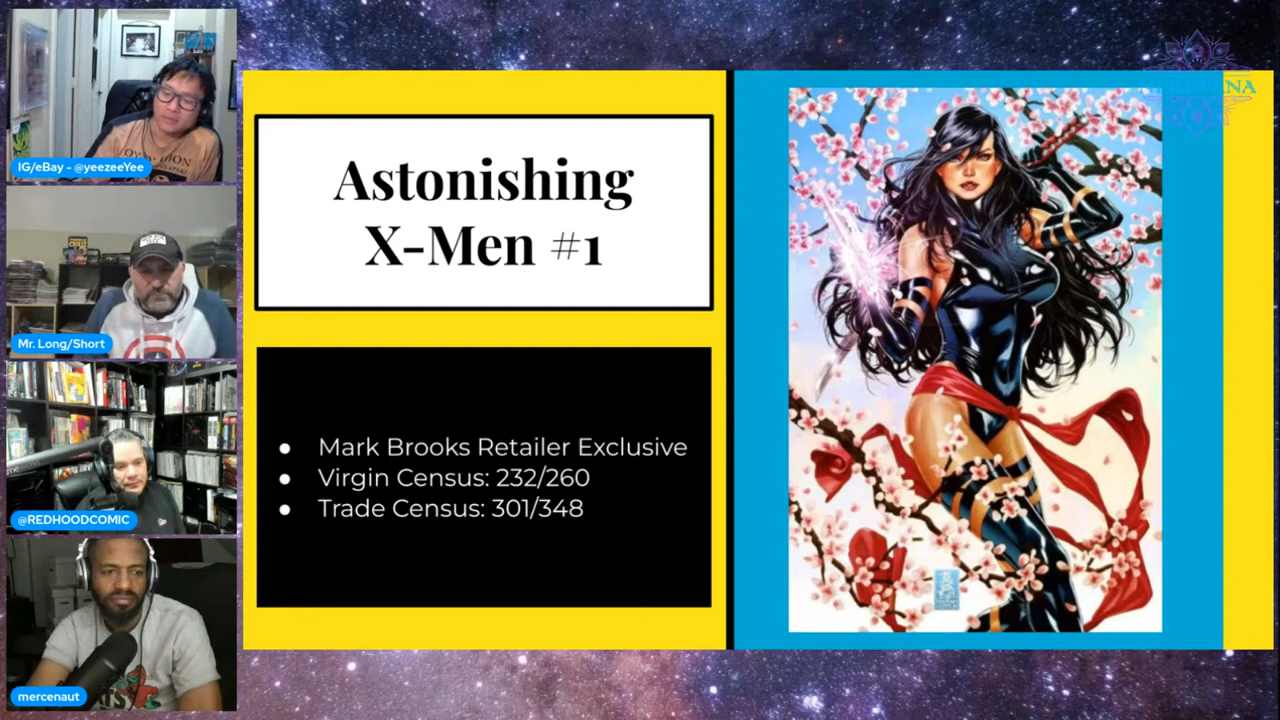 IG/eBay - @yeezeeYee
Mr. Long/Short
@REDHOODCOMIC
mercenaut
Astonishing
X-Men #1
● Mark Brooks Retailer Exclusive
● Virgin Census: 232/260
● Trade Census: 301/348